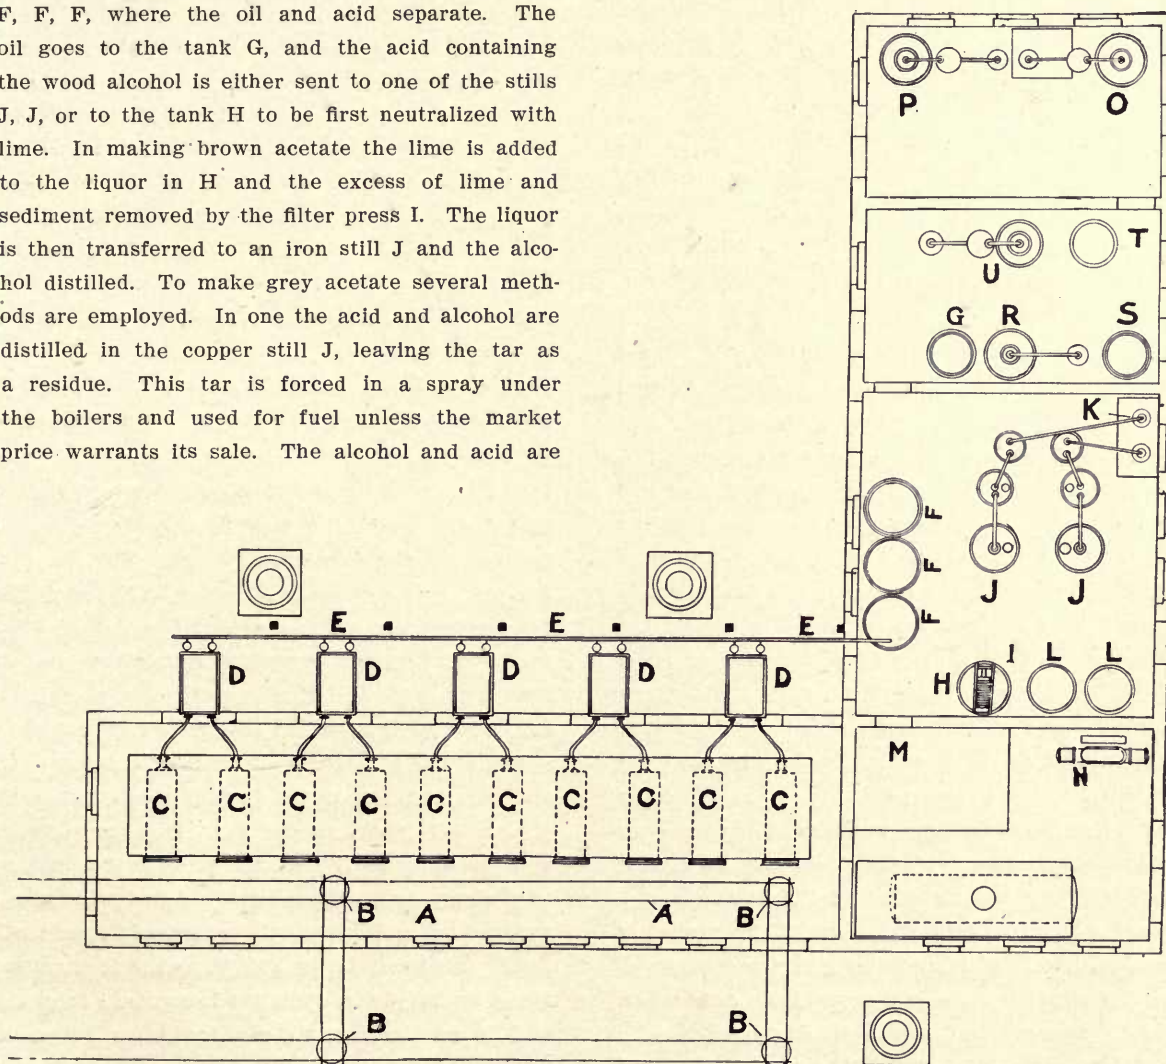 F, F, F, where the oil and acid separate. The
oil goes to the tank G, and the acid containing
the wood alcohol is either sent to one of the stills
J, J, or to the tank H to be first neutralized with
lime. In making brown acetate the lime is added
to the liquor in H and the excess of lime and
sediment removed by the filter press I. The liquor
is then transferred to an iron still J and the alco-
hol distilled. To make grey acetate several meth-
ods are employed. In one the acid and alcohol are
distilled in the copper still J, leaving the tar as
a residue. This tar is forced in a spray under
the boilers and used for fuel unless the market
price warrants its sale. The alcohol and acid are
P O
U T
G R S
K
F
F
J J
F
E E E
D D D D D
H I L L
M N
C C C C C C C C C C
B A A B
B B